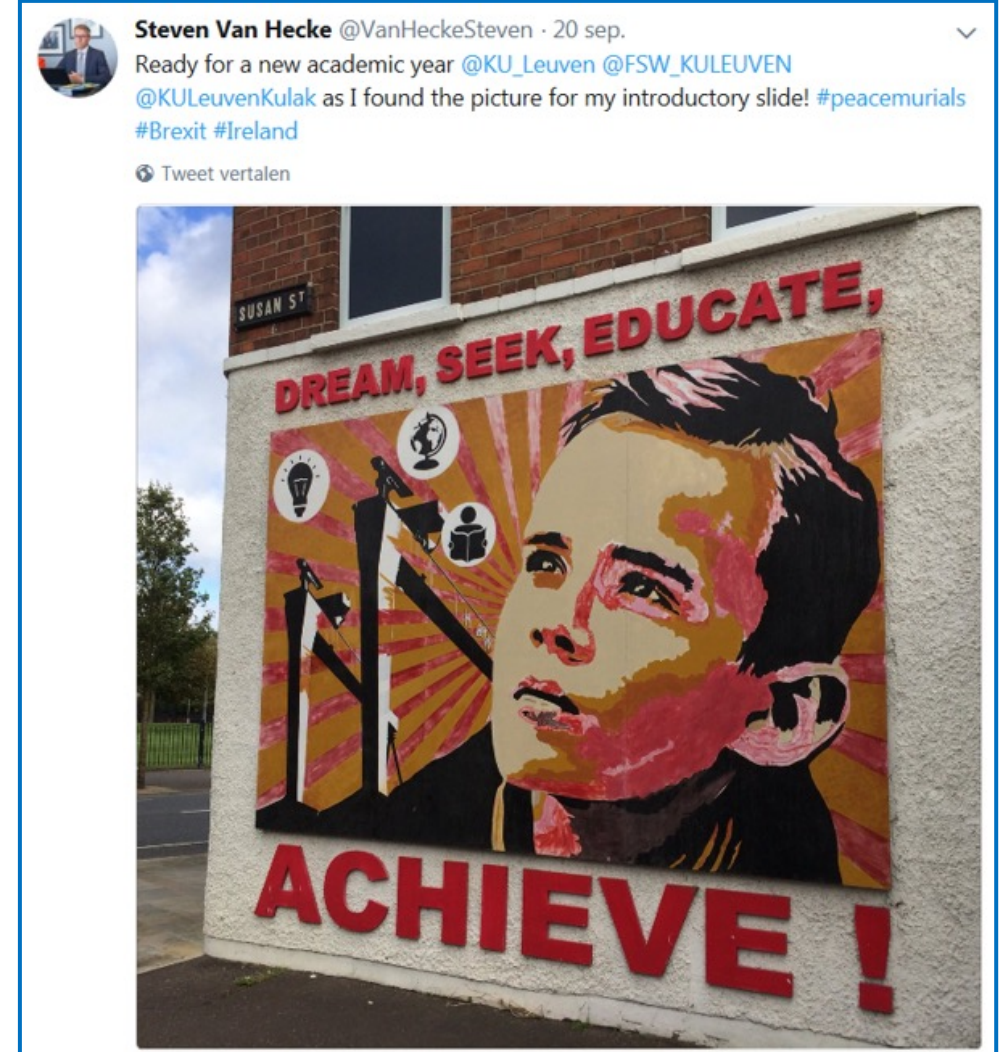 Steven Van Hecke @VanHeckeSteven · 20 sep.
Ready for a new academic year @KU_Leuven @FSW_KULEUVEN
@KULeuvenKulak as I found the picture for my introductory slide! #peacemurials
#Brexit #Ireland
Tweet vertalen
SUSAN ST
DREAM, SEEK, EDUCATE,
ACHIEVE!